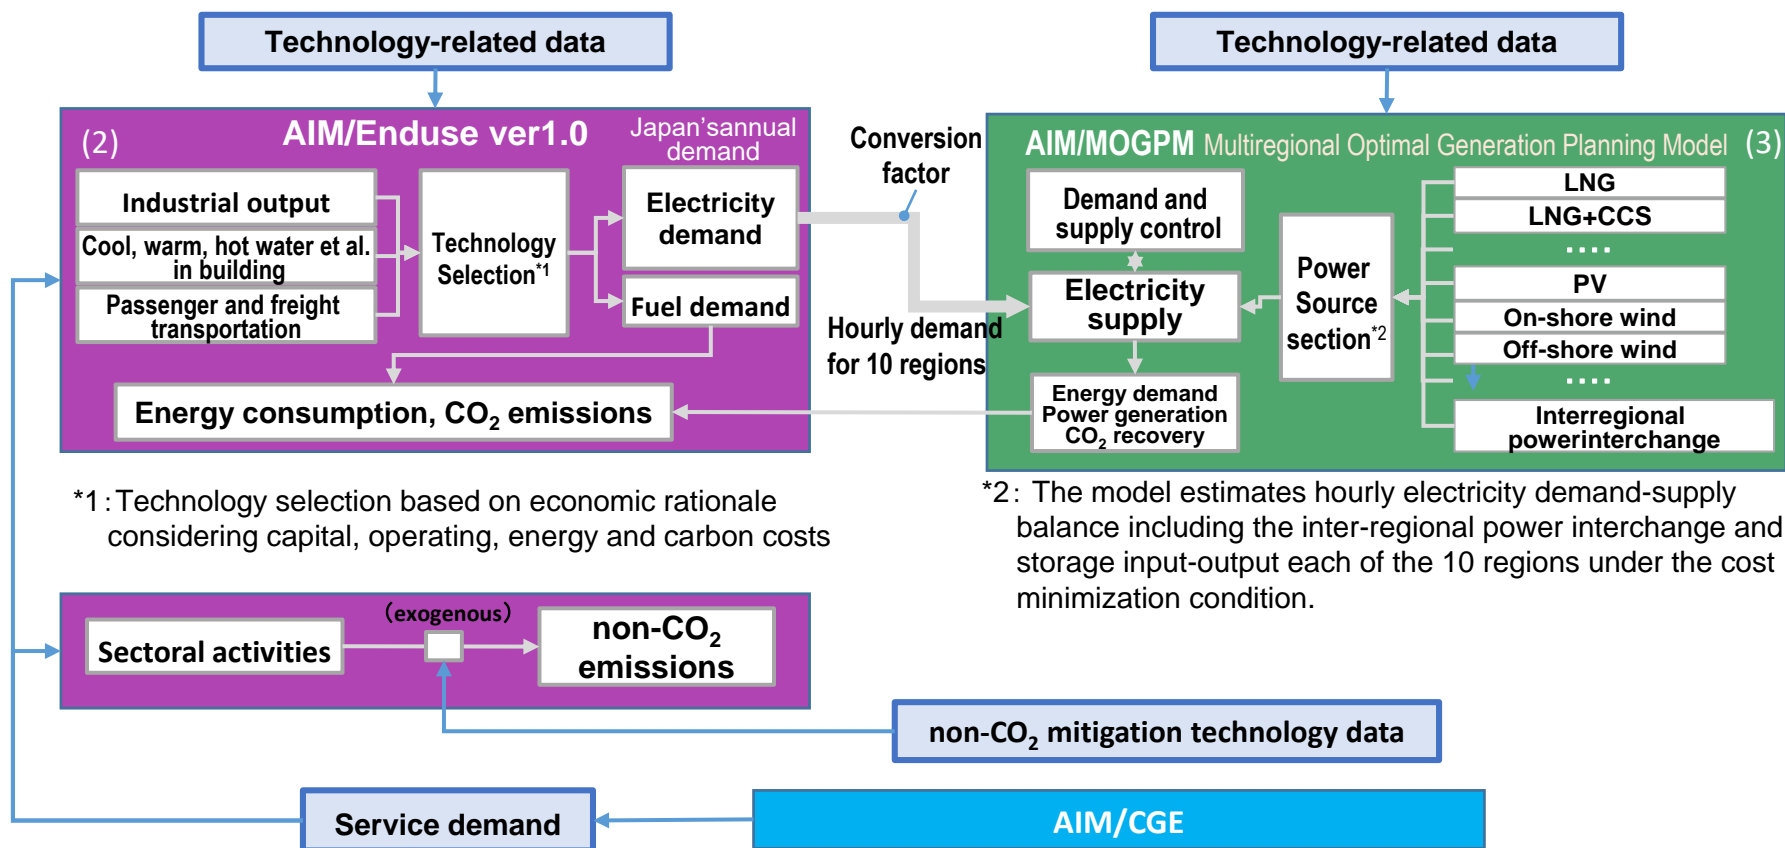 Technology-related data
Technology-related data
(2)
AIM/Enduse ver1.0
Japan'sannual
demand
Industrial output
Cool, warm, hot water et al.
in building
Passenger and freight
transportation
Technology
Selection*1
Electricity
demand
Fuel demand
Energy consumption, CO2 emissions
Conversion
factor
Hourly demand
for 10 regions
AIM/MOGPM Multiregional Optimal Generation Planning Model (3)
Demand and
supply control
Electricity
supply
Energy demand
Power generation
CO2 recovery
Power
Source
section*2
LNG
LNG+CCS
····
PV
On-shore wind
Off-shore wind
····
Interregional
powerinterchange
*1：Technology selection based on economic rationale
considering capital, operating, energy and carbon costs
*2： The model estimates hourly electricity demand-supply
balance including the inter-regional power interchange and
storage input-output each of the 10 regions under the cost
minimization condition.
Sectoral activities
（exogenous）
non-CO2
emissions
non-CO2 mitigation technology data
Service demand
AIM/CGE